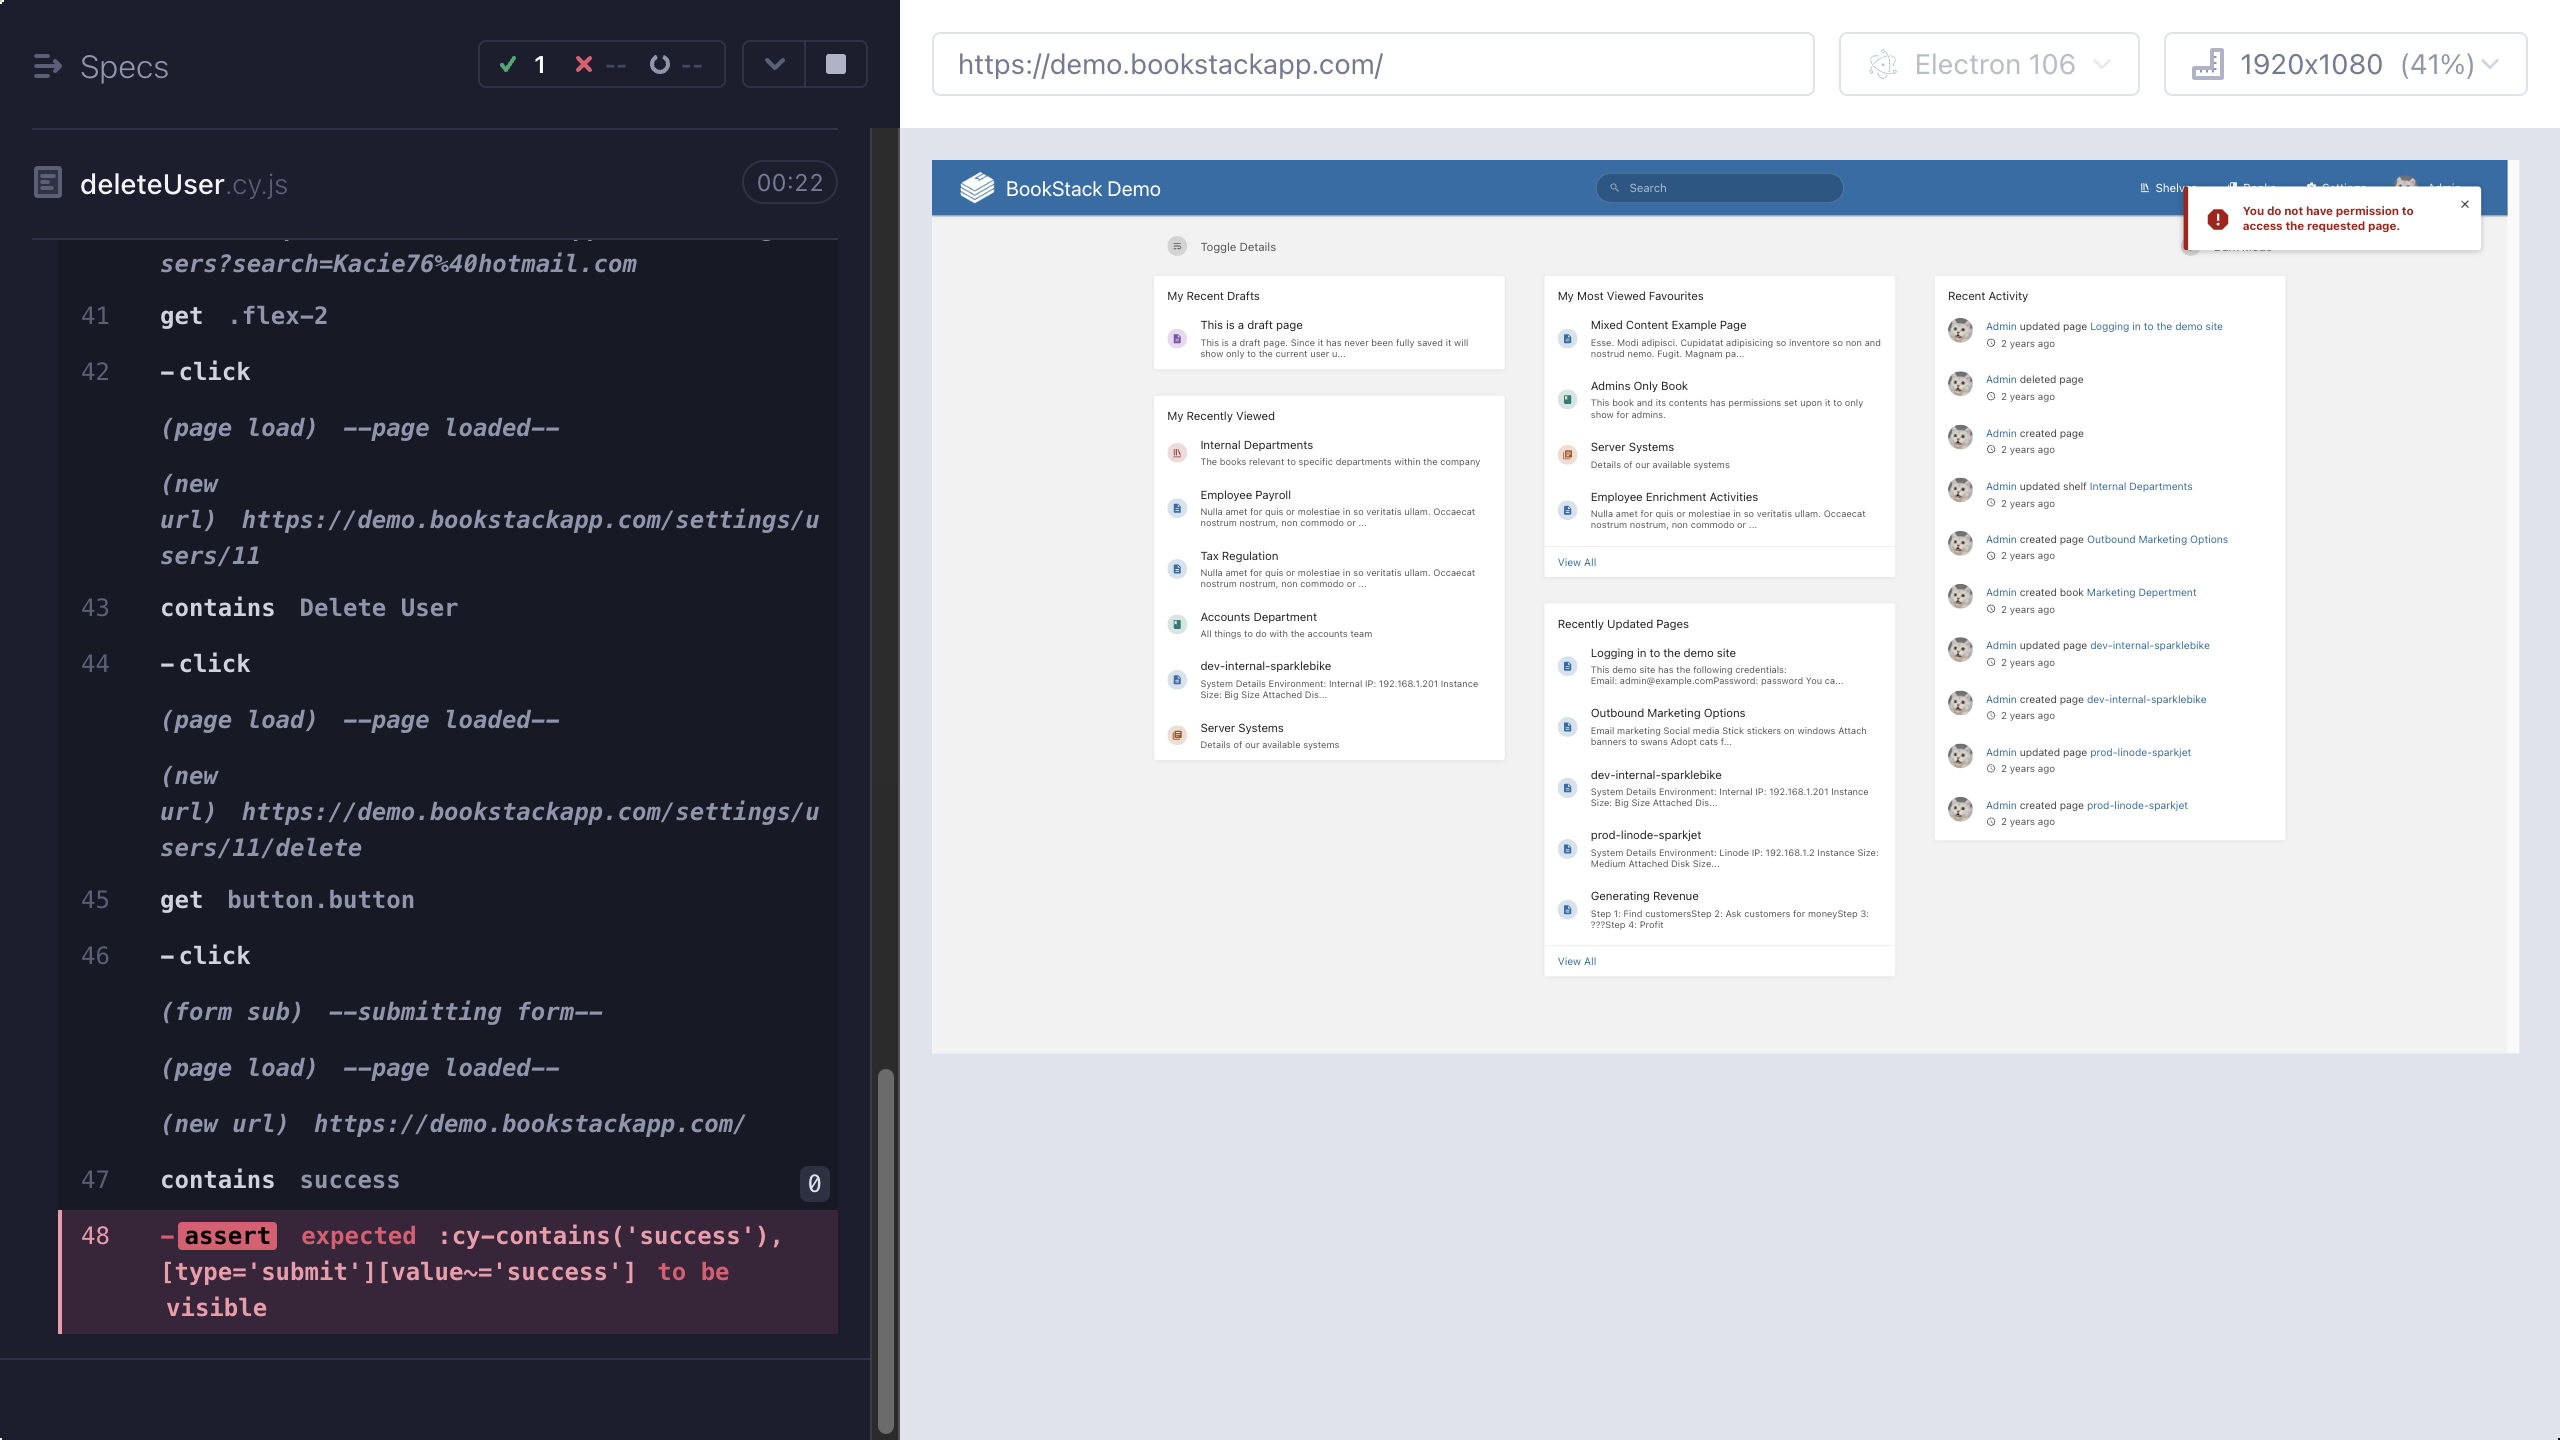 Specs
1
--
--
deleteUser.cy.js
00:22
sers?search=Kacie76%40hotmail.com
41 get .flex-2
42 -click
(page load) --page loaded--
(new
url) https://demo.bookstackapp.com/settings/u
sers/11
43 contains Delete User
44 -click
(page load) --page loaded--
(new
url) https://demo.bookstackapp.com/settings/u
sers/11/delete
45 get button.button
46 -click
(form sub) --submitting form--
(page load) --page loaded--
(new url) https://demo.bookstackapp.com/
47 contains success 0
48 -assert expected :cy-contains('success'),
[type='submit'][value~='success'] to be
visible
https://demo.bookstackapp.com/
Electron 106
1920x1080 (41%)
BookStack Demo
Search
You do not have permission to
access the requested page.
Toggle Details
My Recent Drafts
This is a draft page
This is a draft page. Since it has never been fully saved it will
show only to the current user u...
My Recently Viewed
Internal Departments
The books relevant to specific departments within the company
Employee Payroll
Nulla amet for quis or molestiae in so veritatis ullam. Occaecat
nostrum nostrum, non commodo or ...
Tax Regulation
Nulla amet for quis or molestiae in so veritatis ullam. Occaecat
nostrum nostrum, non commodo or ...
Accounts Department
All things to do with the accounts team
dev-internal-sparklebike
System Details Environment: Internal IP: 192.168.1.201 Instance
Size: Big Size Attached Dis...
Server Systems
Details of our available systems
My Most Viewed Favourites
Mixed Content Example Page
Esse. Modi adipisci. Cupidatat adipisicing so inventore so non and
nostrud nemo. Fugit. Magnam pa...
Admins Only Book
This book and its contents has permissions set upon it to only
show for admins.
Server Systems
Details of our available systems
Employee Enrichment Activities
Nulla amet for quis or molestiae in so veritatis ullam. Occaecat
nostrum nostrum, non commodo or ...
View All
Recently Updated Pages
Logging in to the demo site
This demo site has the following credentials:
Email: admin@example.comPassword: password You ca...
Outbound Marketing Options
Email marketing Social media Stick stickers on windows Attach
banners to swans Adopt cats f...
dev-internal-sparklebike
System Details Environment: Internal IP: 192.168.1.201 Instance
Size: Big Size Attached Dis...
prod-linode-sparkjet
System Details Environment: Linode IP: 192.168.1.2 Instance Size:
Medium Attached Disk Size...
Generating Revenue
Step 1: Find customersStep 2: Ask customers for moneyStep 3:
???Step 4: Profit
View All
Recent Activity
Admin updated page Logging in to the demo site
2 years ago
Admin deleted page
2 years ago
Admin created page
2 years ago
Admin updated shelf Internal Departments
2 years ago
Admin created page Outbound Marketing Options
2 years ago
Admin created book Marketing Depertment
2 years ago
Admin updated page dev-internal-sparklebike
2 years ago
Admin created page dev-internal-sparklebike
2 years ago
Admin updated page prod-linode-sparkjet
2 years ago
Admin created page prod-linode-sparkjet
2 years ago